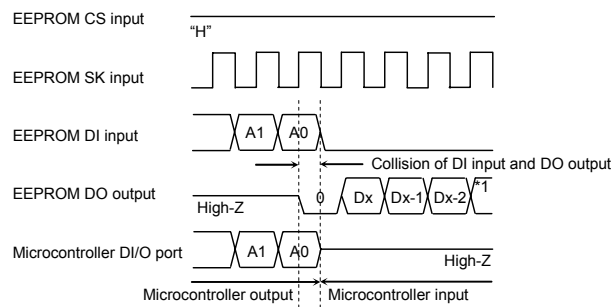 EEPROM CS input
“H”
EEPROM SK input
EEPROM DI input
A1 A0
Collision of DI input and DO output
EEPROM DO output
High-Z
0 Dx Dx-1 Dx-2 *1
Microcontroller DI/O port
A1 A0
High-Z
Microcontroller output Microcontroller input